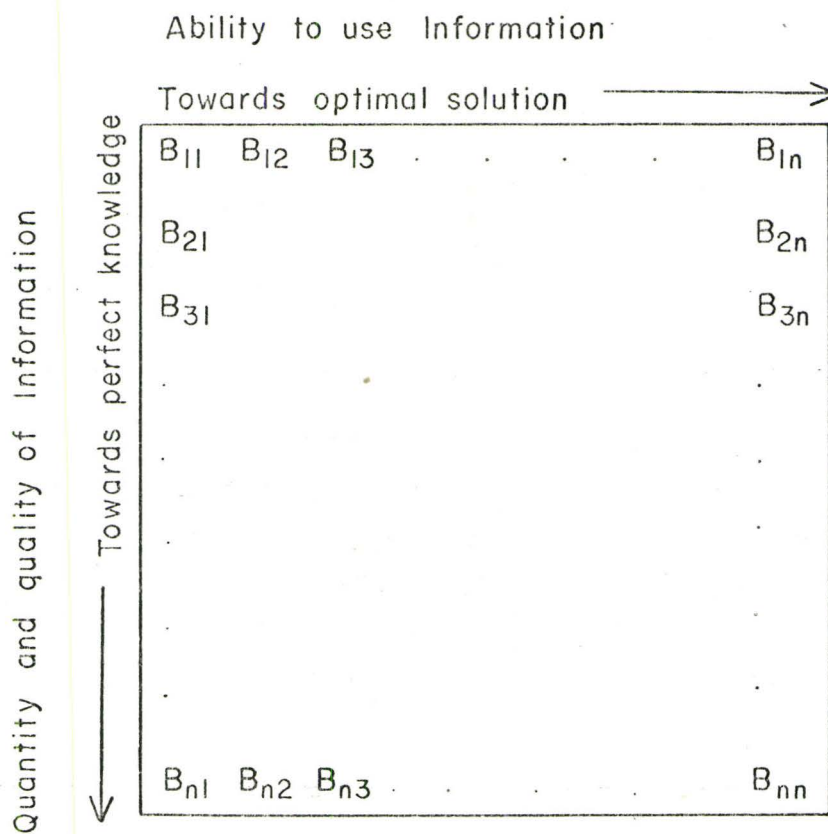 Ability to use Information
Towards optimal solution
Quantity and quality of Information
Towards perfect knowledge
B11 B12 B13 . . . . B1n
B21 B2n
B31 B3n
. .
. .
. .
. .
. .
Bn1 Bn2 Bn3 . . . . Bnn